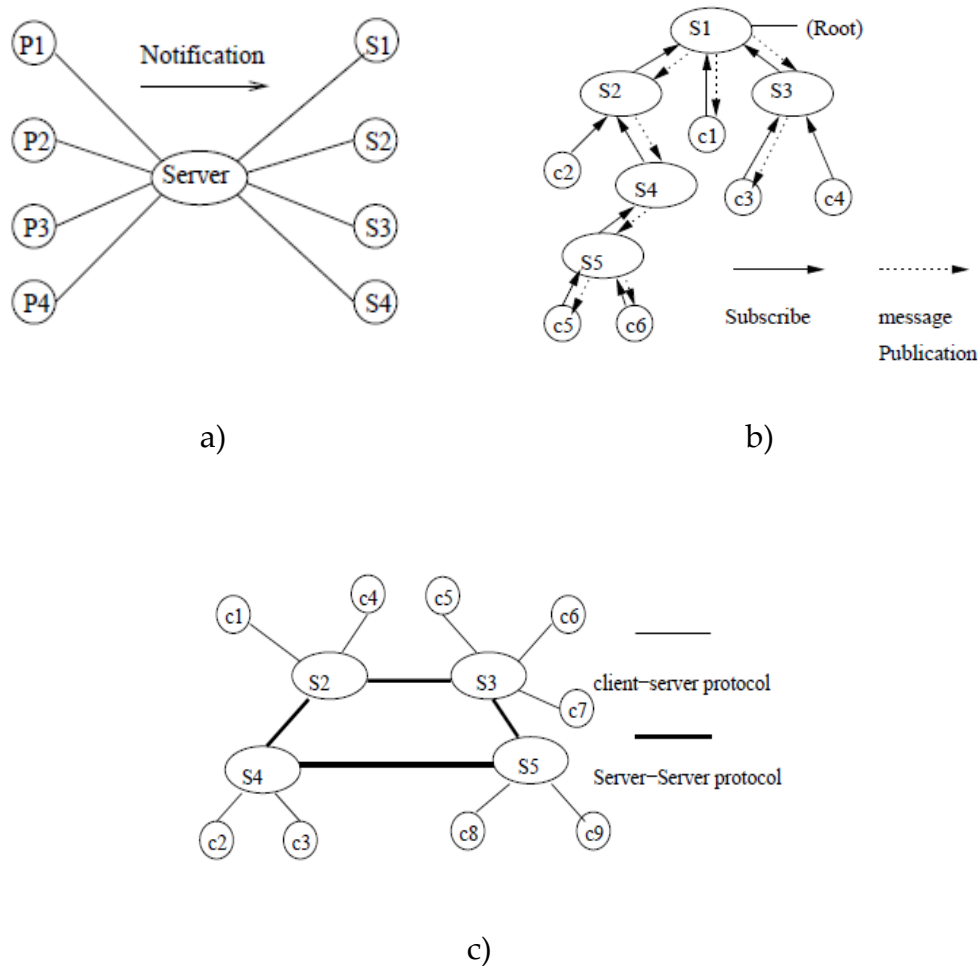 P1
Notification
S1
P2
S2
Server
P3
S3
P4
S4
a)
S1
(Root)
S2
S3
c1
c2
S4
c3
c4
S5
c5
c6
Subscribe
message
Publication
b)
c1
c4
c5
c6
S2
S3
c7
client-server protocol
S4
S5
Server-Server protocol
c2
c3
c8
c9
c)